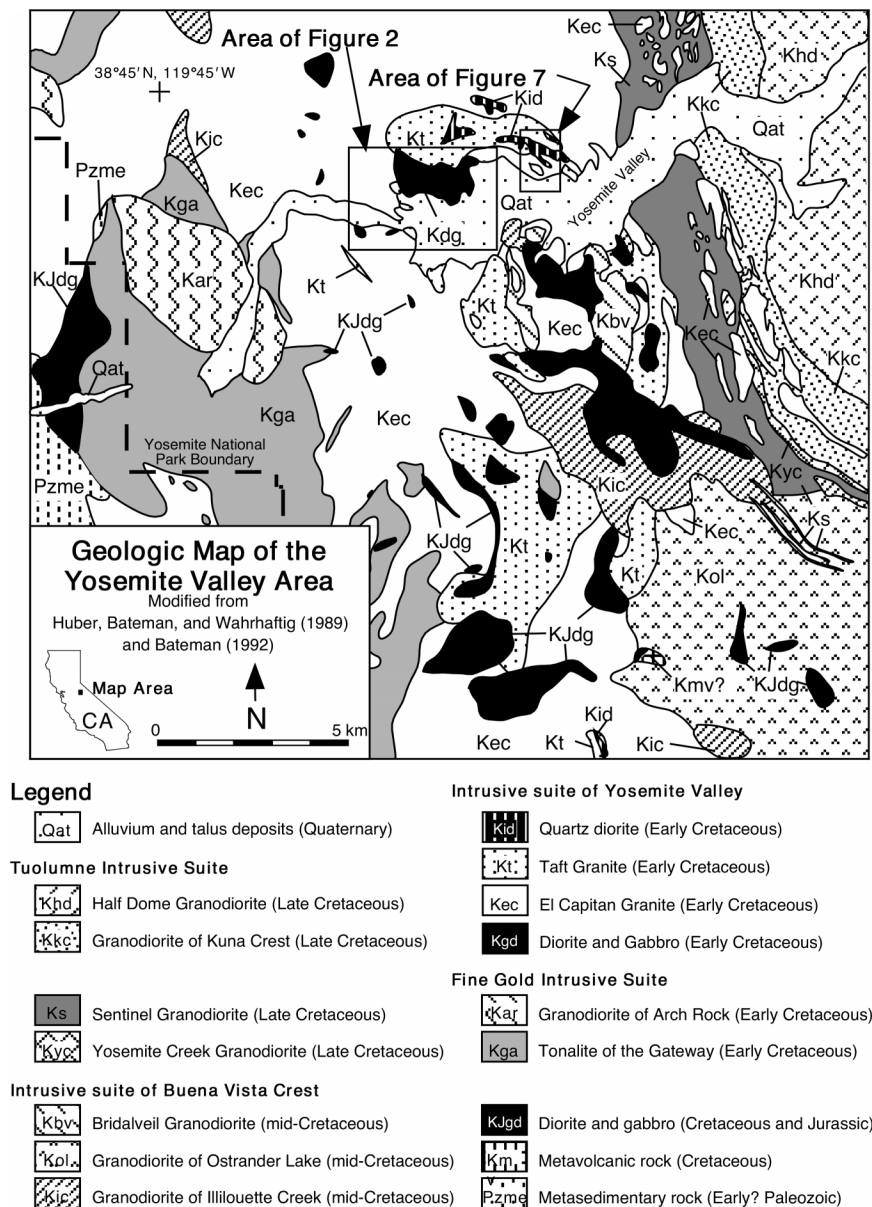 Area of Figure 2
Kec
Khd
Ks
38°45′N, 119°45′W
Area of Figure 7
Kid
Kkc
Kt
Qat
Kjc
Pzme
Kec
Yosemite Valley
Kga
Qat
Kdg
KJdg
Kar
Kt
Khd
Kt
KJdg
Kec
Kbv
Kec
Kkc
Qat
Kga
Kec
Yosemite National
Park Boundary
Kyc
Pzme
Kic
Ks
KJdg
Kt
Kec
Kt
Kol
Geologic Map of the
Yosemite Valley Area
Modified from
Huber, Bateman, and Wahrhaftig (1989)
and Bateman (1992)
KJdg
Map Area
Kmv?
KJdg
CA
N
0
5 km
Kid
Kec
Kt
Kic
Legend
Qat Alluvium and talus deposits (Quaternary)
Tuolumne Intrusive Suite
Khd Half Dome Granodiorite (Late Cretaceous)
Kkc Granodiorite of Kuna Crest (Late Cretaceous)
Ks Sentinel Granodiorite (Late Cretaceous)
Kyc Yosemite Creek Granodiorite (Late Cretaceous)
Intrusive suite of Buena Vista Crest
Kbv Bridalveil Granodiorite (mid-Cretaceous)
Kol Granodiorite of Ostrander Lake (mid-Cretaceous)
Kic Granodiorite of Illilouette Creek (mid-Cretaceous)
Intrusive suite of Yosemite Valley
Kid Quartz diorite (Early Cretaceous)
Kt Taft Granite (Early Cretaceous)
Kec El Capitan Granite (Early Cretaceous)
Kgd Diorite and Gabbro (Early Cretaceous)
Fine Gold Intrusive Suite
Kar Granodiorite of Arch Rock (Early Cretaceous)
Kga Tonalite of the Gateway (Early Cretaceous)
KJgd Diorite and gabbro (Cretaceous and Jurassic)
Km Metavolcanic rock (Cretaceous)
Pzme Metasedimentary rock (Early? Paleozoic)